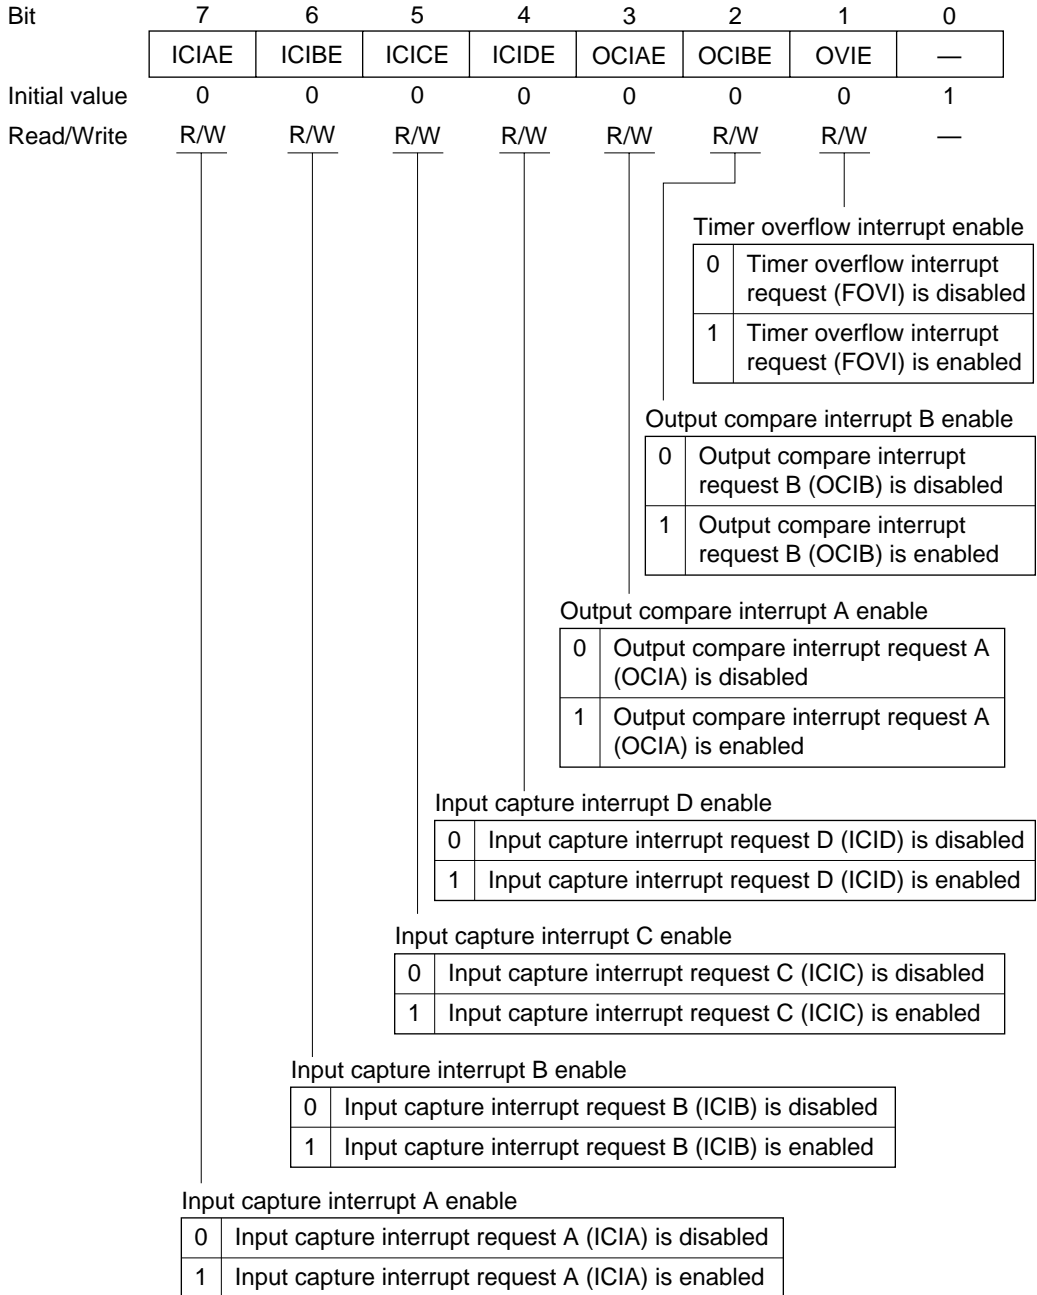 Bit 7 6 5 4 3 2 1 0
ICIAE ICIBE ICICE ICIDE OCIAE OCIBE OVIE —
Initial value 0 0 0 0 0 0 0 1
Read/Write R/W R/W R/W R/W R/W R/W R/W —
Timer overflow interrupt enable
0 Timer overflow interrupt
request (FOVI) is disabled
1 Timer overflow interrupt
request (FOVI) is enabled
Output compare interrupt B enable
0 Output compare interrupt
request B (OCIB) is disabled
1 Output compare interrupt
request B (OCIB) is enabled
Output compare interrupt A enable
0 Output compare interrupt request A
(OCIA) is disabled
1 Output compare interrupt request A
(OCIA) is enabled
Input capture interrupt D enable
0 Input capture interrupt request D (ICID) is disabled
1 Input capture interrupt request D (ICID) is enabled
Input capture interrupt C enable
0 Input capture interrupt request C (ICIC) is disabled
1 Input capture interrupt request C (ICIC) is enabled
Input capture interrupt B enable
0 Input capture interrupt request B (ICIB) is disabled
1 Input capture interrupt request B (ICIB) is enabled
Input capture interrupt A enable
0 Input capture interrupt request A (ICIA) is disabled
1 Input capture interrupt request A (ICIA) is enabled